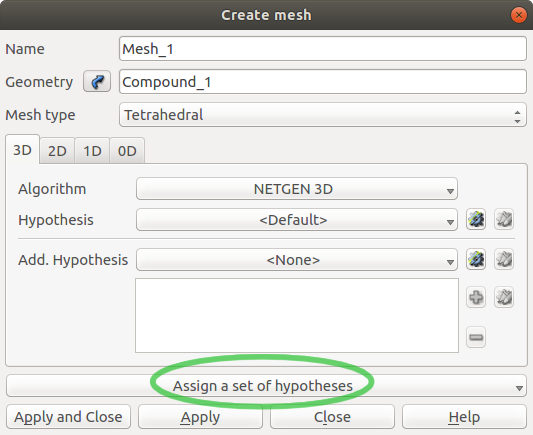 Create mesh
Name Mesh_1
Geometry Compound_1
Mesh type Tetrahedral
3D 2D 1D 0D
Algorithm NETGEN 3D
Hypothesis <Default>
Add. Hypothesis <None>
Assign a set of hypotheses
Apply and Close Apply Close Help